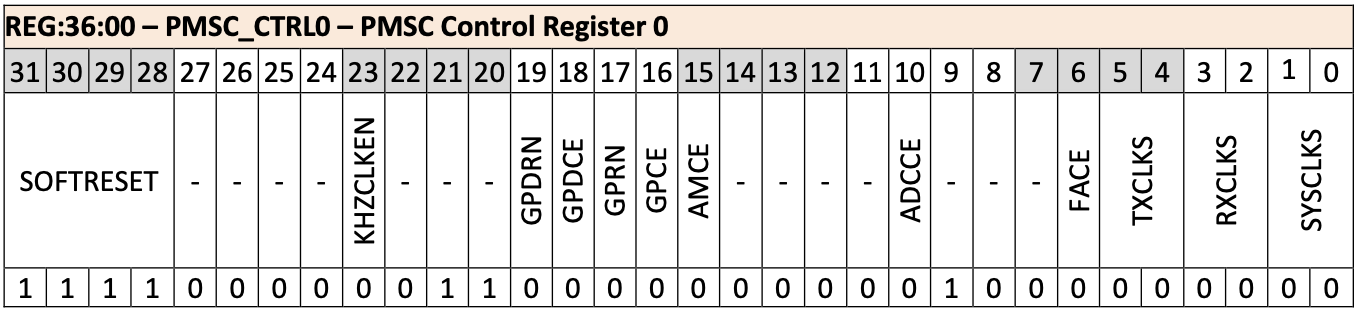 REG:36:00 – PMSC_CTRL0 – PMSC Control Register 0
31 30 29 28 27 26 25 24 23 22 21 20 19 18 17 16 15 14 13 12 11 10 9 8 7 6 5 4 3 2 1 0
SOFTRESET - - - - KHZCLKEN - - - GPDRN GPDCE GPRN GPCE AMCE - - - - ADCCE - - - FACE TXCLKS RXCLKS SYSCLKS
1 1 1 1 0 0 0 0 0 0 1 1 0 0 0 0 0 0 0 0 0 0 1 0 0 0 0 0 0 0 0 0